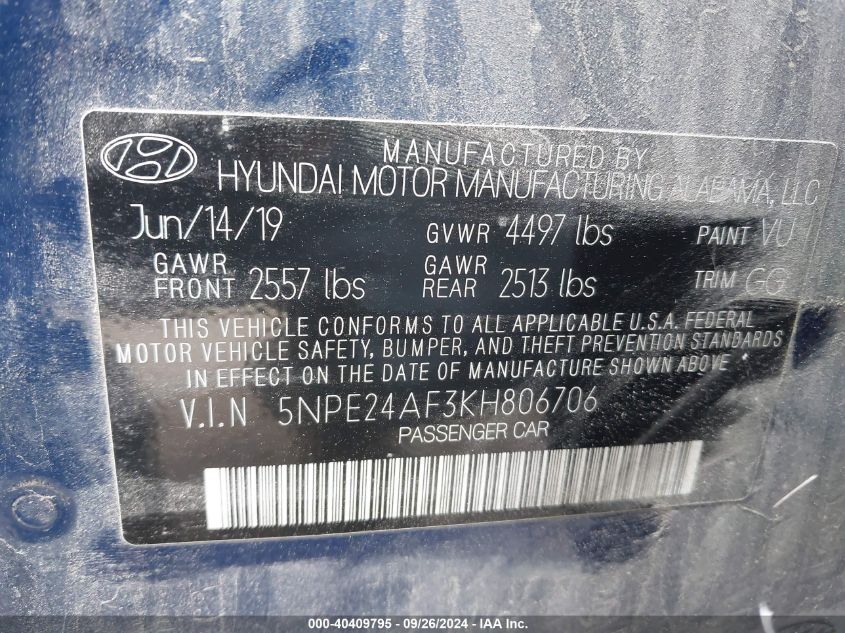 MANUFACTURED BY
HYUNDAI MOTOR MANUFACTURING ALABAMA, LLC
Jun/14/19 GVWR 4497 lbs PAINT VU
GAWR FRONT 2557 lbs GAWR REAR 2513 lbs TRIM GG
THIS VEHICLE CONFORMS TO ALL APPLICABLE U.S.A. FEDERAL
MOTOR VEHICLE SAFETY, BUMPER, AND THEFT PREVENTION STANDARDS
IN EFFECT ON THE DATE OF MANUFACTURE SHOWN ABOVE
V.I.N 5NPE24AF3KH806706
PASSENGER CAR
000-40409795 - 09/26/2024 - IAA Inc.